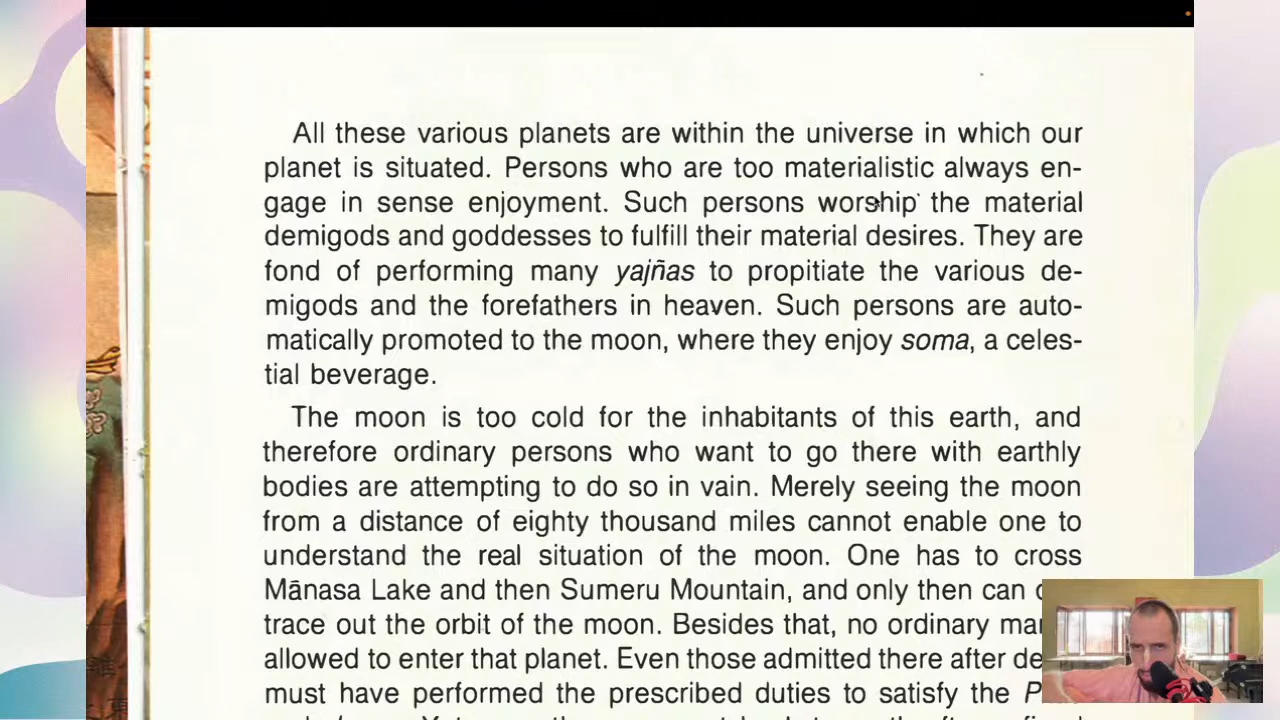 All these various planets are within the universe in which our
planet is situated. Persons who are too materialistic always en-
gage in sense enjoyment. Such persons worship the material
demigods and goddesses to fulfill their material desires. They are
fond of performing many yajñas to propitiate the various de-
migods and the forefathers in heaven. Such persons are auto-
matically promoted to the moon, where they enjoy soma, a celes-
tial beverage.
The moon is too cold for the inhabitants of this earth, and
therefore ordinary persons who want to go there with earthly
bodies are attempting to do so in vain. Merely seeing the moon
from a distance of eighty thousand miles cannot enable one to
understand the real situation of the moon. One has to cross
Mānasa Lake and then Sumeru Mountain, and only then can
trace out the orbit of the moon. Besides that, no ordinary
allowed to enter that planet. Even those admitted there after
must have performed the prescribed duties to satisfy the